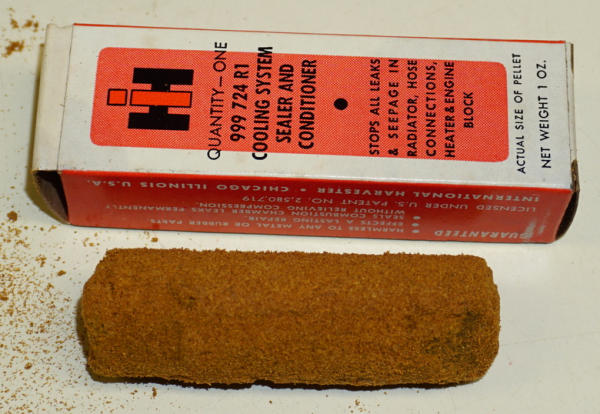 IH
QUANTITY—ONE
999 724 R1
COOLING SYSTEM
SEALER AND
CONDITIONER
STOPS ALL LEAKS
& SEEPAGE IN
RADIATOR, HOSE
CONNECTIONS,
HEATER & ENGINE
BLOCK
ACTUAL SIZE OF PELLET
NET WEIGHT 1 OZ.
UARANTEED
HARMLESS TO ANY METAL OR RUBBER PARTS
EFFECTS A LASTING REPAIR.
SEALS COMBUSTION CHAMBER LEAKS PERMANENTLY
WITHOUT RELIEVING COMPRESSION.
LICENSED UNDER U.S. PATENT NO. 2,580,719
INTERNATIONAL HARVESTER • CHICAGO ILLINOIS U.S.A.